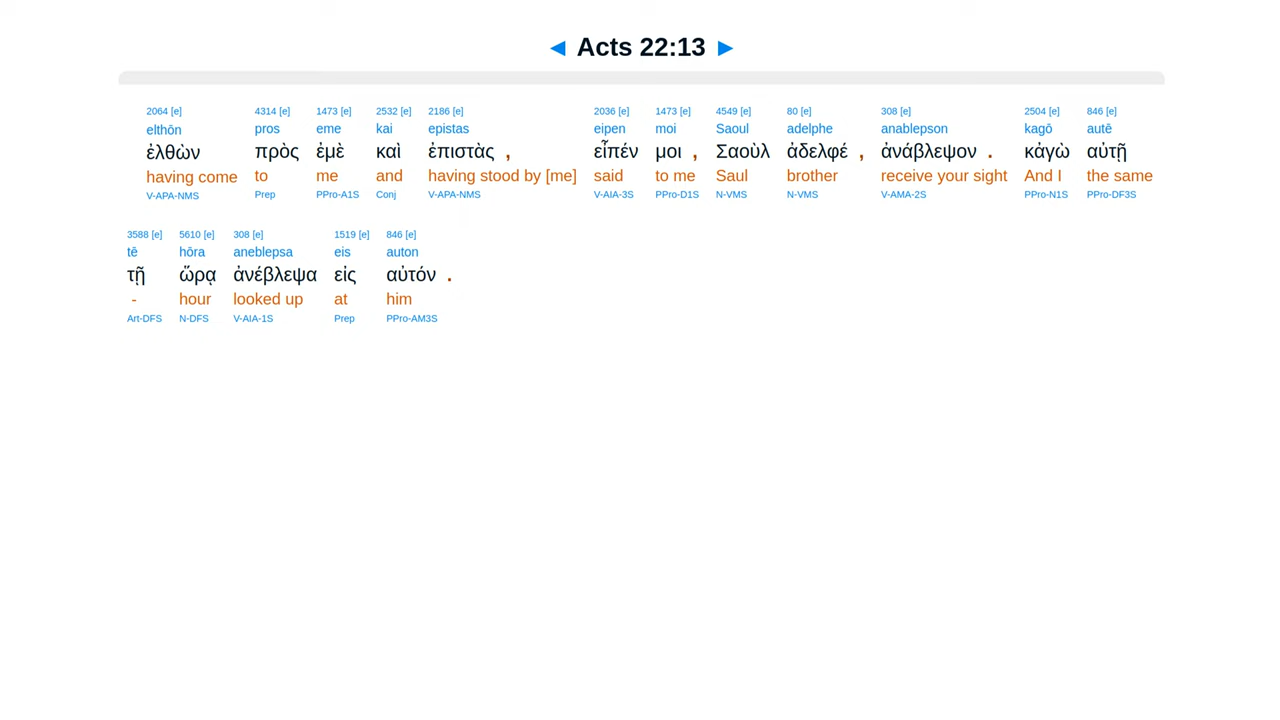 ◄ Acts 22:13 ►
2064 [e] 4314 [e] 1473 [e] 2532 [e] 2186 [e] 2036 [e] 1473 [e] 4549 [e] 80 [e] 308 [e] 2504 [e] 846 [e]
elthōn pros eme kai epistas eipen moi Saoul adelphe anablepson kagō autē
ἐλθὼν πρὸς ἐμὲ καὶ ἐπιστὰς , εἶπέν μοι , Σαοὺλ ἀδελφέ , ἀνάβλεψον . κἀγὼ αὐτῇ
having come to me and having stood by [me] said to me Saul brother receive your sight And I the same
V-APA-NMS Prep PPro-A1S Conj V-APA-NMS V-AIA-3S PPro-D1S N-VMS N-VMS V-AMA-2S PPro-N1S PPro-DF3S
3588 [e] 5610 [e] 308 [e] 1519 [e] 846 [e]
tē hōra aneblepsa eis auton
τῇ ὥρᾳ ἀνέβλεψα εἰς αὐτόν .
- hour looked up at him
Art-DFS N-DFS V-AIA-1S Prep PPro-AM3S